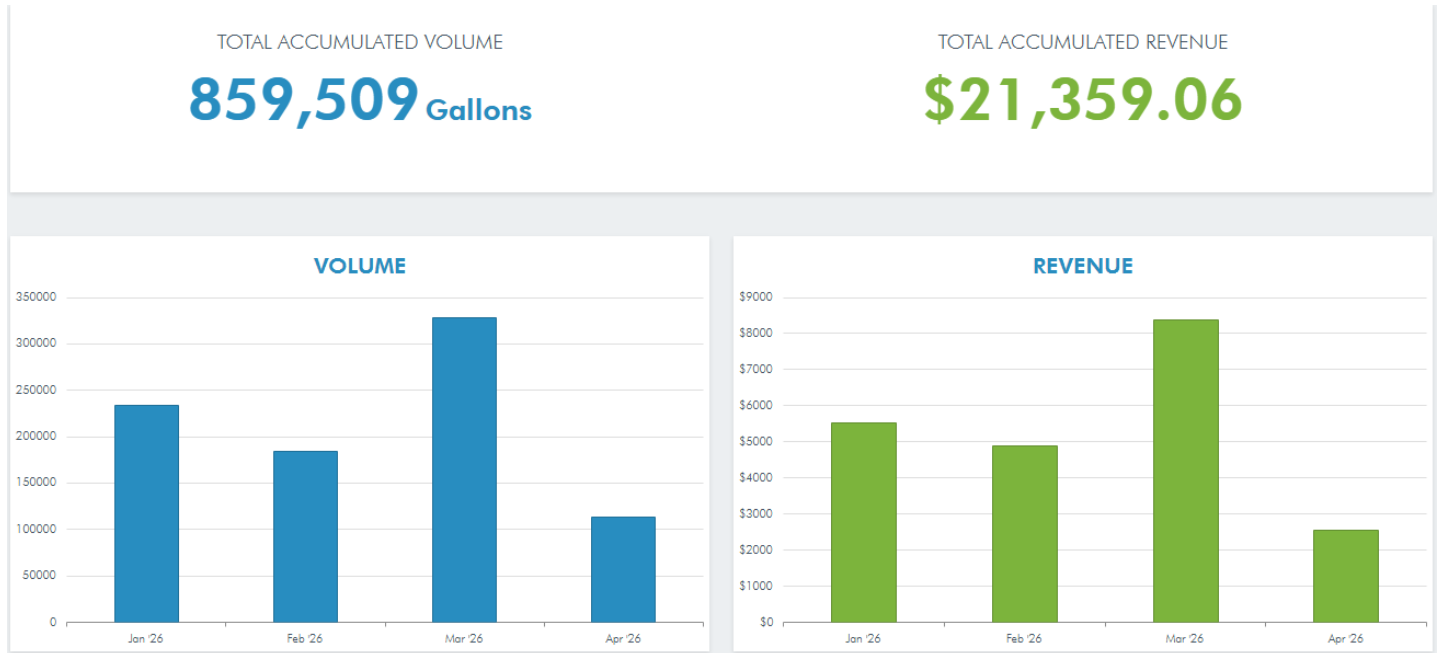 TOTAL ACCUMULATED VOLUME
859,509 Gallons
TOTAL ACCUMULATED REVENUE
$21,359.06
VOLUME
350000
300000
250000
200000
150000
100000
50000
0
Jan '26
Feb '26
Mar '26
Apr '26
REVENUE
$9000
$8000
$7000
$6000
$5000
$4000
$3000
$2000
$1000
$0
Jan '26
Feb '26
Mar '26
Apr '26